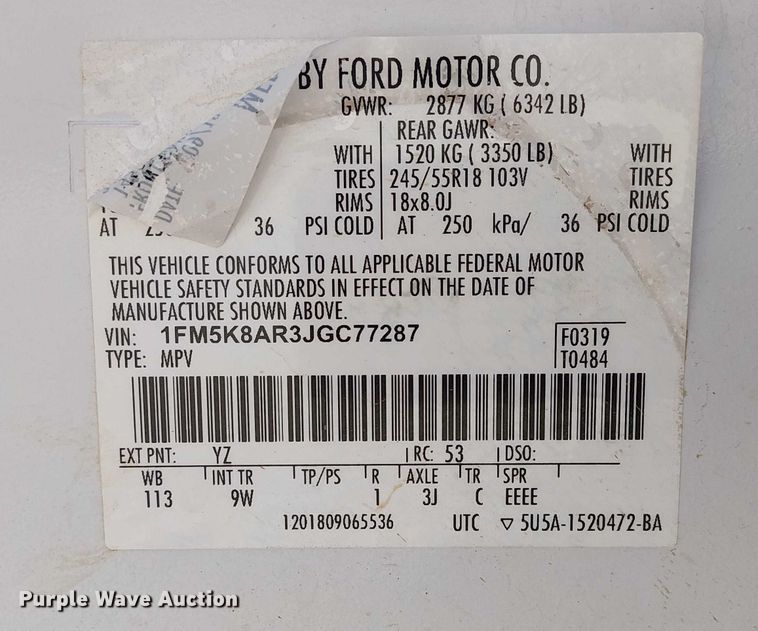 BY FORD MOTOR CO.
GVWR: 2877 KG ( 6342 LB)
REAR GAWR:
WITH 1520 KG ( 3350 LB) WITH
TIRES 245/55R18 103V TIRES
RIMS 18x8.0J RIMS
AT 36 PSI COLD AT 250 kPa/ 36 PSI COLD
THIS VEHICLE CONFORMS TO ALL APPLICABLE FEDERAL MOTOR
VEHICLE SAFETY STANDARDS IN EFFECT ON THE DATE OF
MANUFACTURE SHOWN ABOVE.
VIN: 1FM5K8AR3JGC77287 F0319
TYPE: MPV T0484
EXT PNT: YZ RC: 53 DSO:
WB INT TR TP/PS R AXLE TR SPR
113 9W 1 3J C EEEE
1201809065536 UTC ▽ 5U5A-1520472-BA
Purple Wave Auction